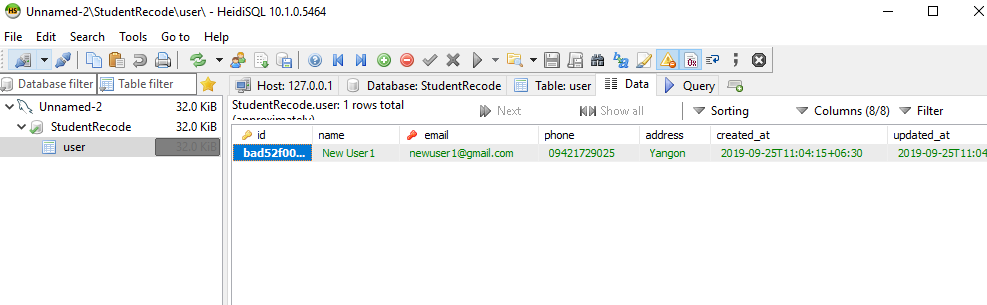 Unnamed-2\StudentRecode\user\ - HeidiSQL 10.1.0.5464
File Edit Search Tools Go to Help
Database filter Table filter Host: 127.0.0.1 Database: StudentRecode Table: user Data Query
Unnamed-2 32.0 KiB
StudentRecode 32.0 KiB
user 32.0 KiB
StudentRecode.user: 1 rows total
(approximately)
Next Show all Sorting Columns (8/8) Filter
id name email phone address created_at updated_at
bad52f00... New User1 newuser1@gmail.com 09421729025 Yangon 2019-09-25T11:04:15+06:30 2019-09-25T11:04